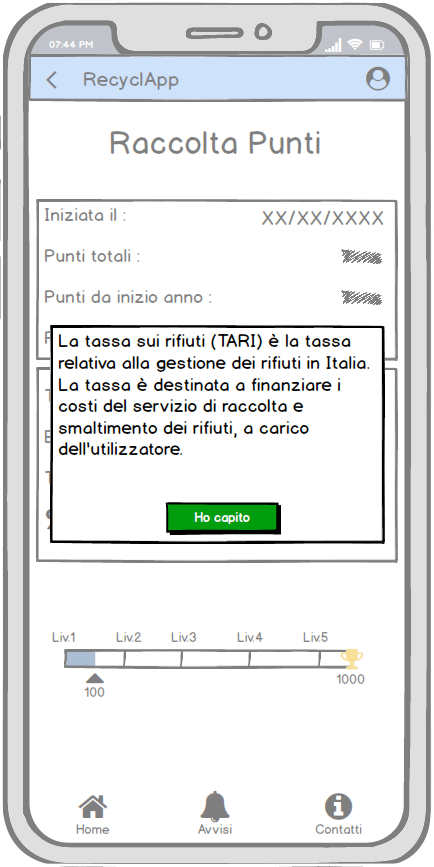 07:44 PM
RecyclApp
Raccolta Punti
Iniziata il : XX/XX/XXXX
Punti totali :
Punti da inizio anno :
La tassa sui rifiuti (TARI) è la tassa
relativa alla gestione dei rifiuti in Italia.
La tassa è destinata a finanziare i
costi del servizio di raccolta e
smaltimento dei rifiuti, a carico
dell'utilizzatore.
Ho capito
Liv.1 Liv.2 Liv.3 Liv.4 Liv.5
100 1000
Home Avvisi Contatti